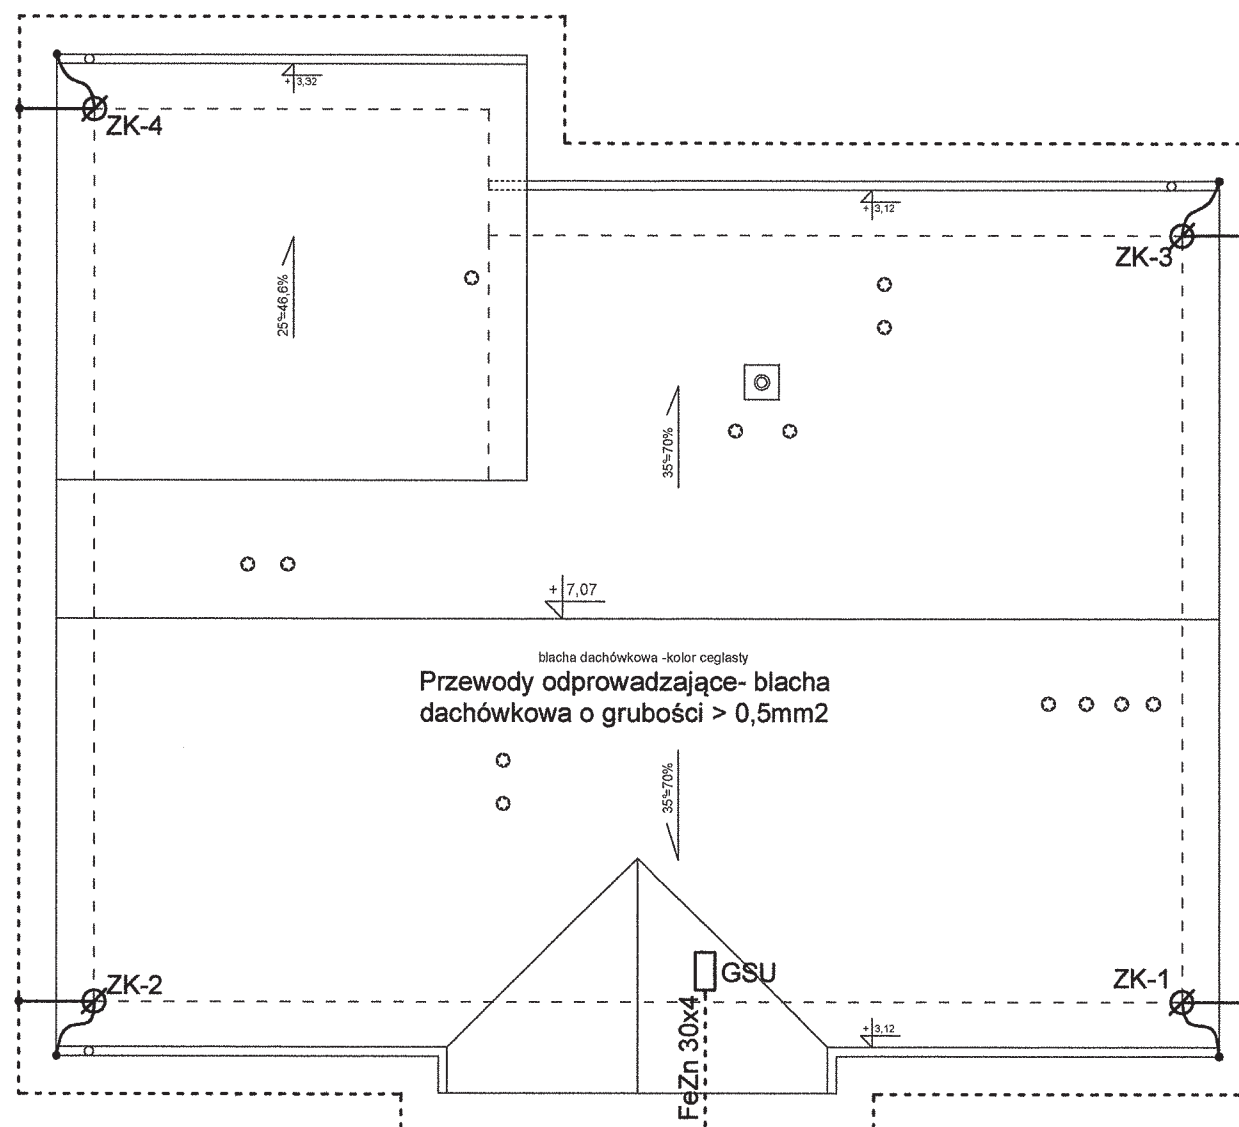 + 3,32
ZK-4
+ 3,12
ZK-3
25°=46,6%
35°=70%
+ 7,07
blacha dachówkowa -kolor ceglasty
Przewody odprowadzające- blacha
dachówkowa o grubości > 0,5mm2
35°=70%
ZK-2
GSU
ZK-1
FeZn 30x4
+ 3,12